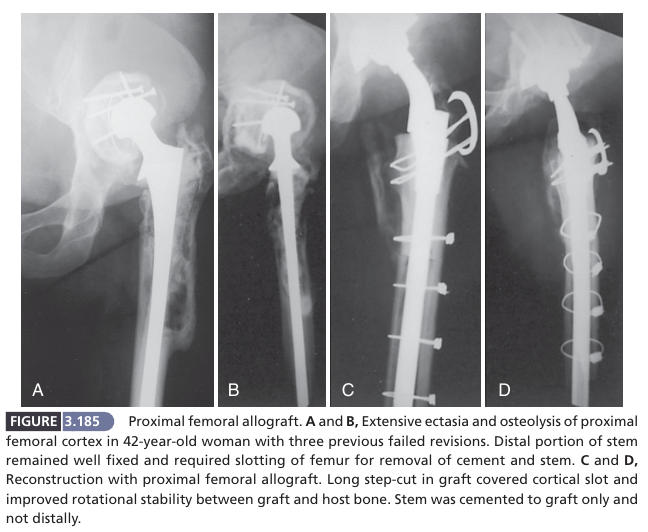 A
B
C
D
FIGURE 3.185 Proximal femoral allograft. A and B, Extensive ectasia and osteolysis of proximal
femoral cortex in 42-year-old woman with three previous failed revisions. Distal portion of stem
remained well fixed and required slotting of femur for removal of cement and stem. C and D,
Reconstruction with proximal femoral allograft. Long step-cut in graft covered cortical slot and
improved rotational stability between graft and host bone. Stem was cemented to graft only and
not distally.